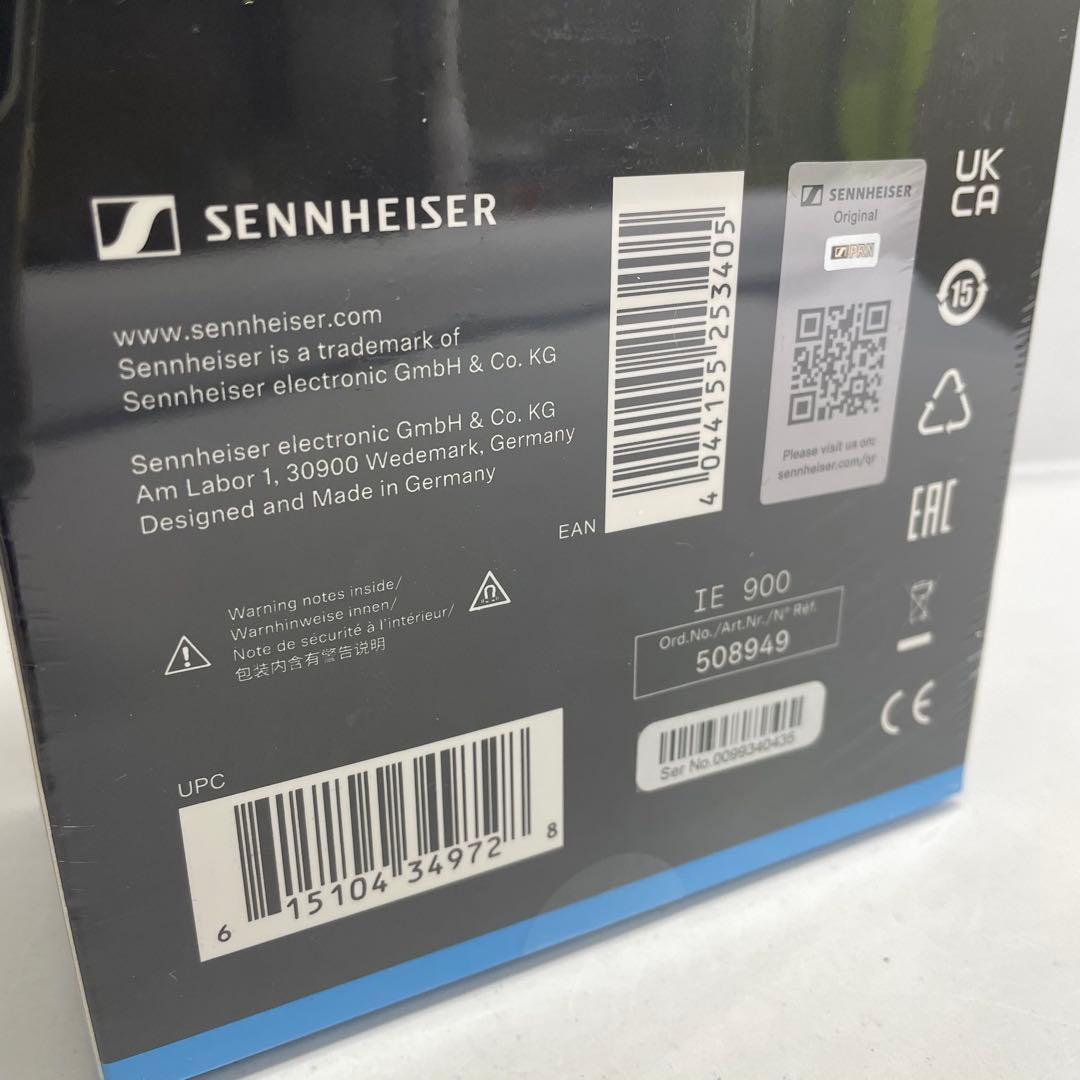 SENNHEISER
www.sennheiser.com
Sennheiser is a trademark of
Sennheiser electronic GmbH & Co. KG
Sennheiser electronic GmbH & Co. KG
Am Labor 1, 30900 Wedemark, Germany
Designed and Made in Germany
Warning notes inside/
Warnhinweise innen/
Note de sécurité à l'intérieur/
包装内含有警告说明
UPC
6 15104 34972 8
EAN
4 044155 253405
SENNHEISER
Original
PRN
Please visit us on:
sennheiser.com/qr
IE 900
Ord.No./Art.Nr./N° Réf.
508949
Ser No.0099340435
UK
CA
15
EAC
CE